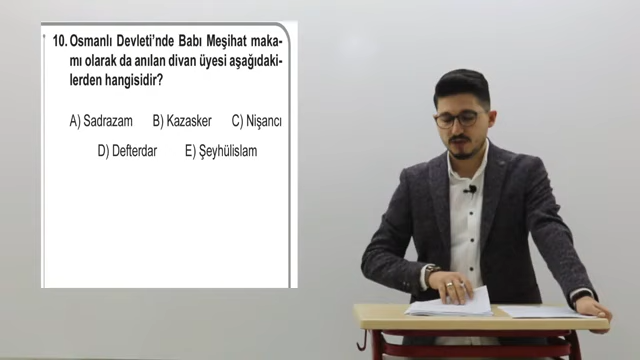 10. Osmanlı Devleti'nde Babı Meşihat maka-
mı olarak da anılan divan üyesi aşağıdaki-
lerden hangisidir?
A) Sadrazam B) Kazasker C) Nişancı
D) Defterdar E) Şeyhülislam